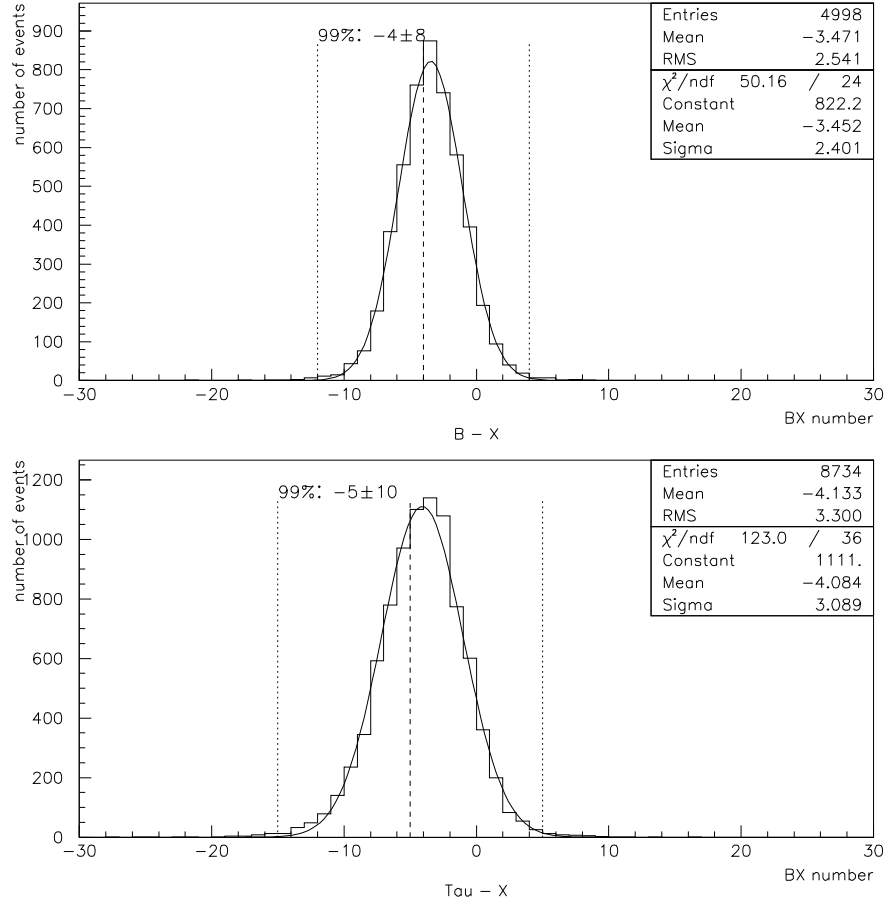 number of events
99%: −4±8
Entries 4998
Mean −3.471
RMS 2.541
χ²/ndf 50.16 / 24
Constant 822.2
Mean −3.452
Sigma 2.401
900
800
700
600
500
400
300
200
100
0
−30 −20 −10 0 10 20 30
BX number
B − X
number of events
99%: −5±10
Entries 8734
Mean −4.133
RMS 3.300
χ²/ndf 123.0 / 36
Constant 1111.
Mean −4.084
Sigma 3.089
1200
1000
800
600
400
200
0
−30 −20 −10 0 10 20 30
BX number
Tau − X